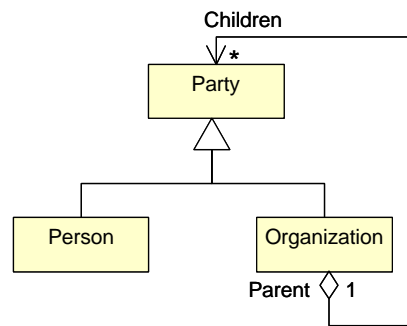 Children
*
Party
Person
Organization
Parent 1